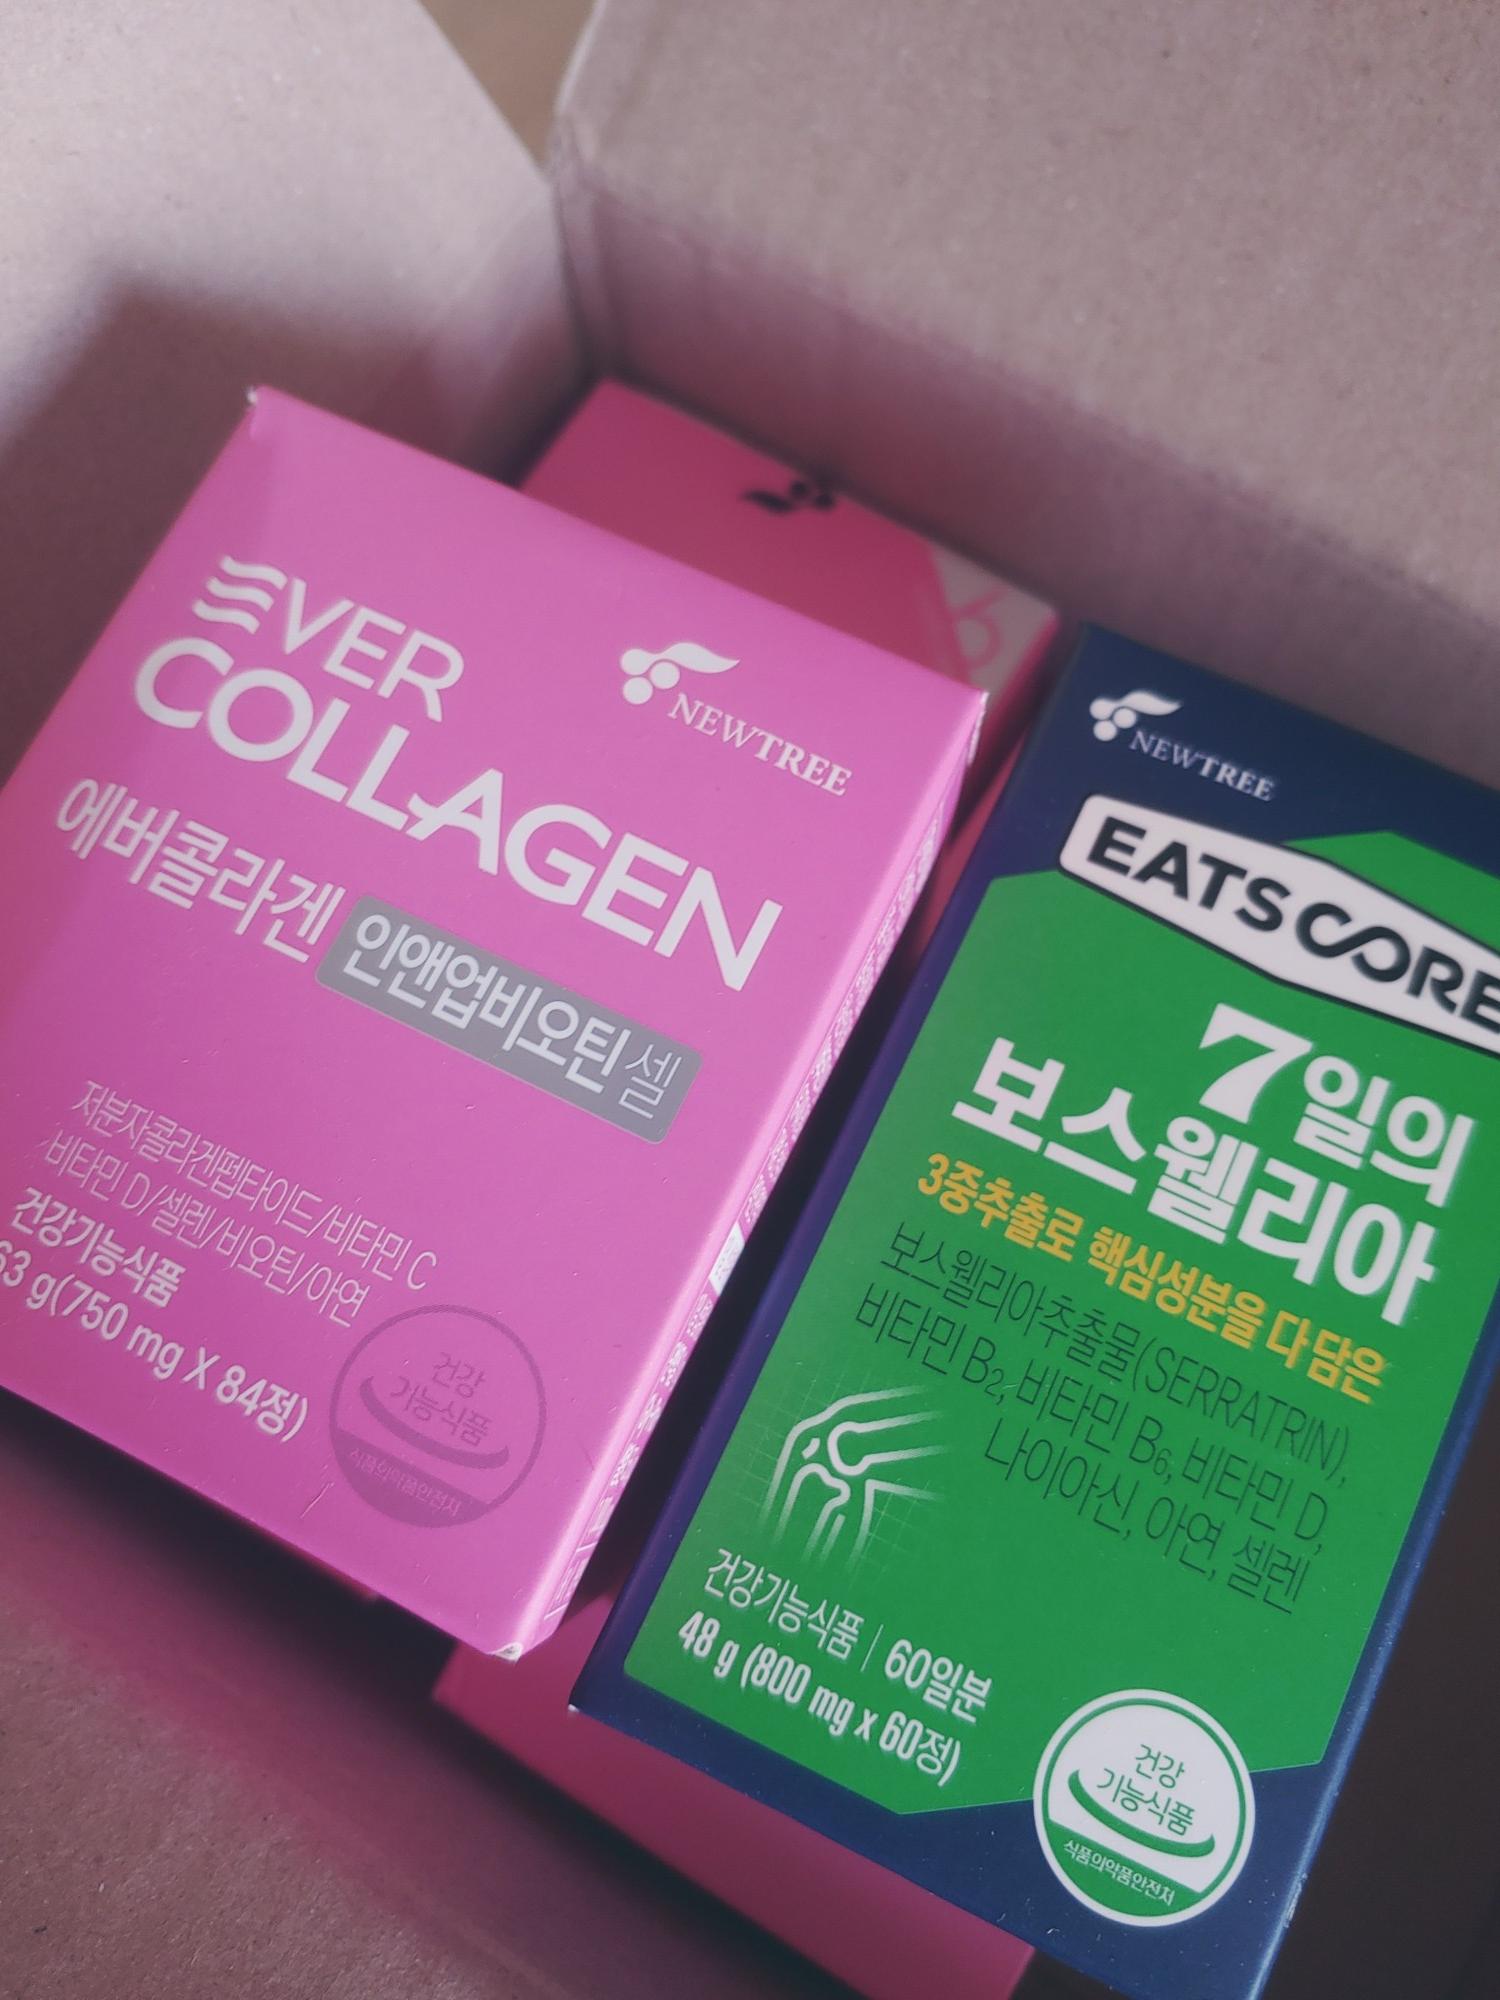 EVER
COLLAGEN
NEWTREE
에버콜라겐 인앤업비오틴 셀
저분자콜라겐펩타이드/비타민 C
비타민 D/셀렌/비오틴/아연
건강기능식품
63 g(750 mg X 84정)
건강
기능식품
식품의약품안전처
NEWTREE
EATSCORE
7일의
보스웰리아
3중추출로 핵심성분을 다 담은
보스웰리아추출물(SERRATRIN),
비타민 B₂, 비타민 B₆, 비타민 D,
나이아신, 아연, 셀렌
건강기능식품 | 60일분
48 g (800 mg x 60정)
건강
기능식품
식품의약품안전처